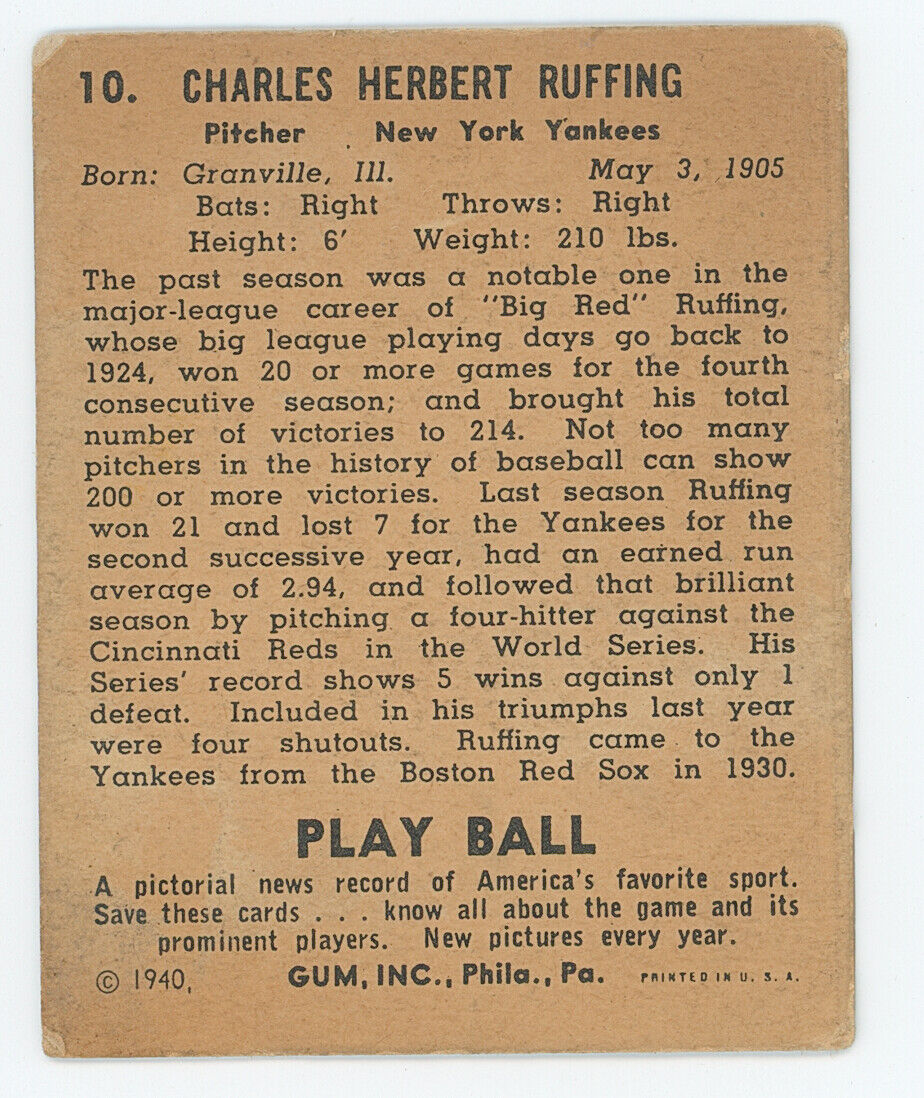 10. CHARLES HERBERT RUFFING
Pitcher New York Yankees
Born: Granville, Ill. May 3, 1905
Bats: Right Throws: Right
Height: 6' Weight: 210 lbs.
The past season was a notable one in the
major-league career of "Big Red" Ruffing,
whose big league playing days go back to
1924, won 20 or more games for the fourth
consecutive season; and brought his total
number of victories to 214. Not too many
pitchers in the history of baseball can show
200 or more victories. Last season Ruffing
won 21 and lost 7 for the Yankees for the
second successive year, had an earned run
average of 2.94, and followed that brilliant
season by pitching a four-hitter against the
Cincinnati Reds in the World Series. His
Series' record shows 5 wins against only 1
defeat. Included in his triumphs last year
were four shutouts. Ruffing came to the
Yankees from the Boston Red Sox in 1930.
PLAY BALL
A pictorial news record of America's favorite sport.
Save these cards . . . know all about the game and its
prominent players. New pictures every year.
© 1940, GUM, INC., Phila., Pa. PRINTED IN U. S. A.